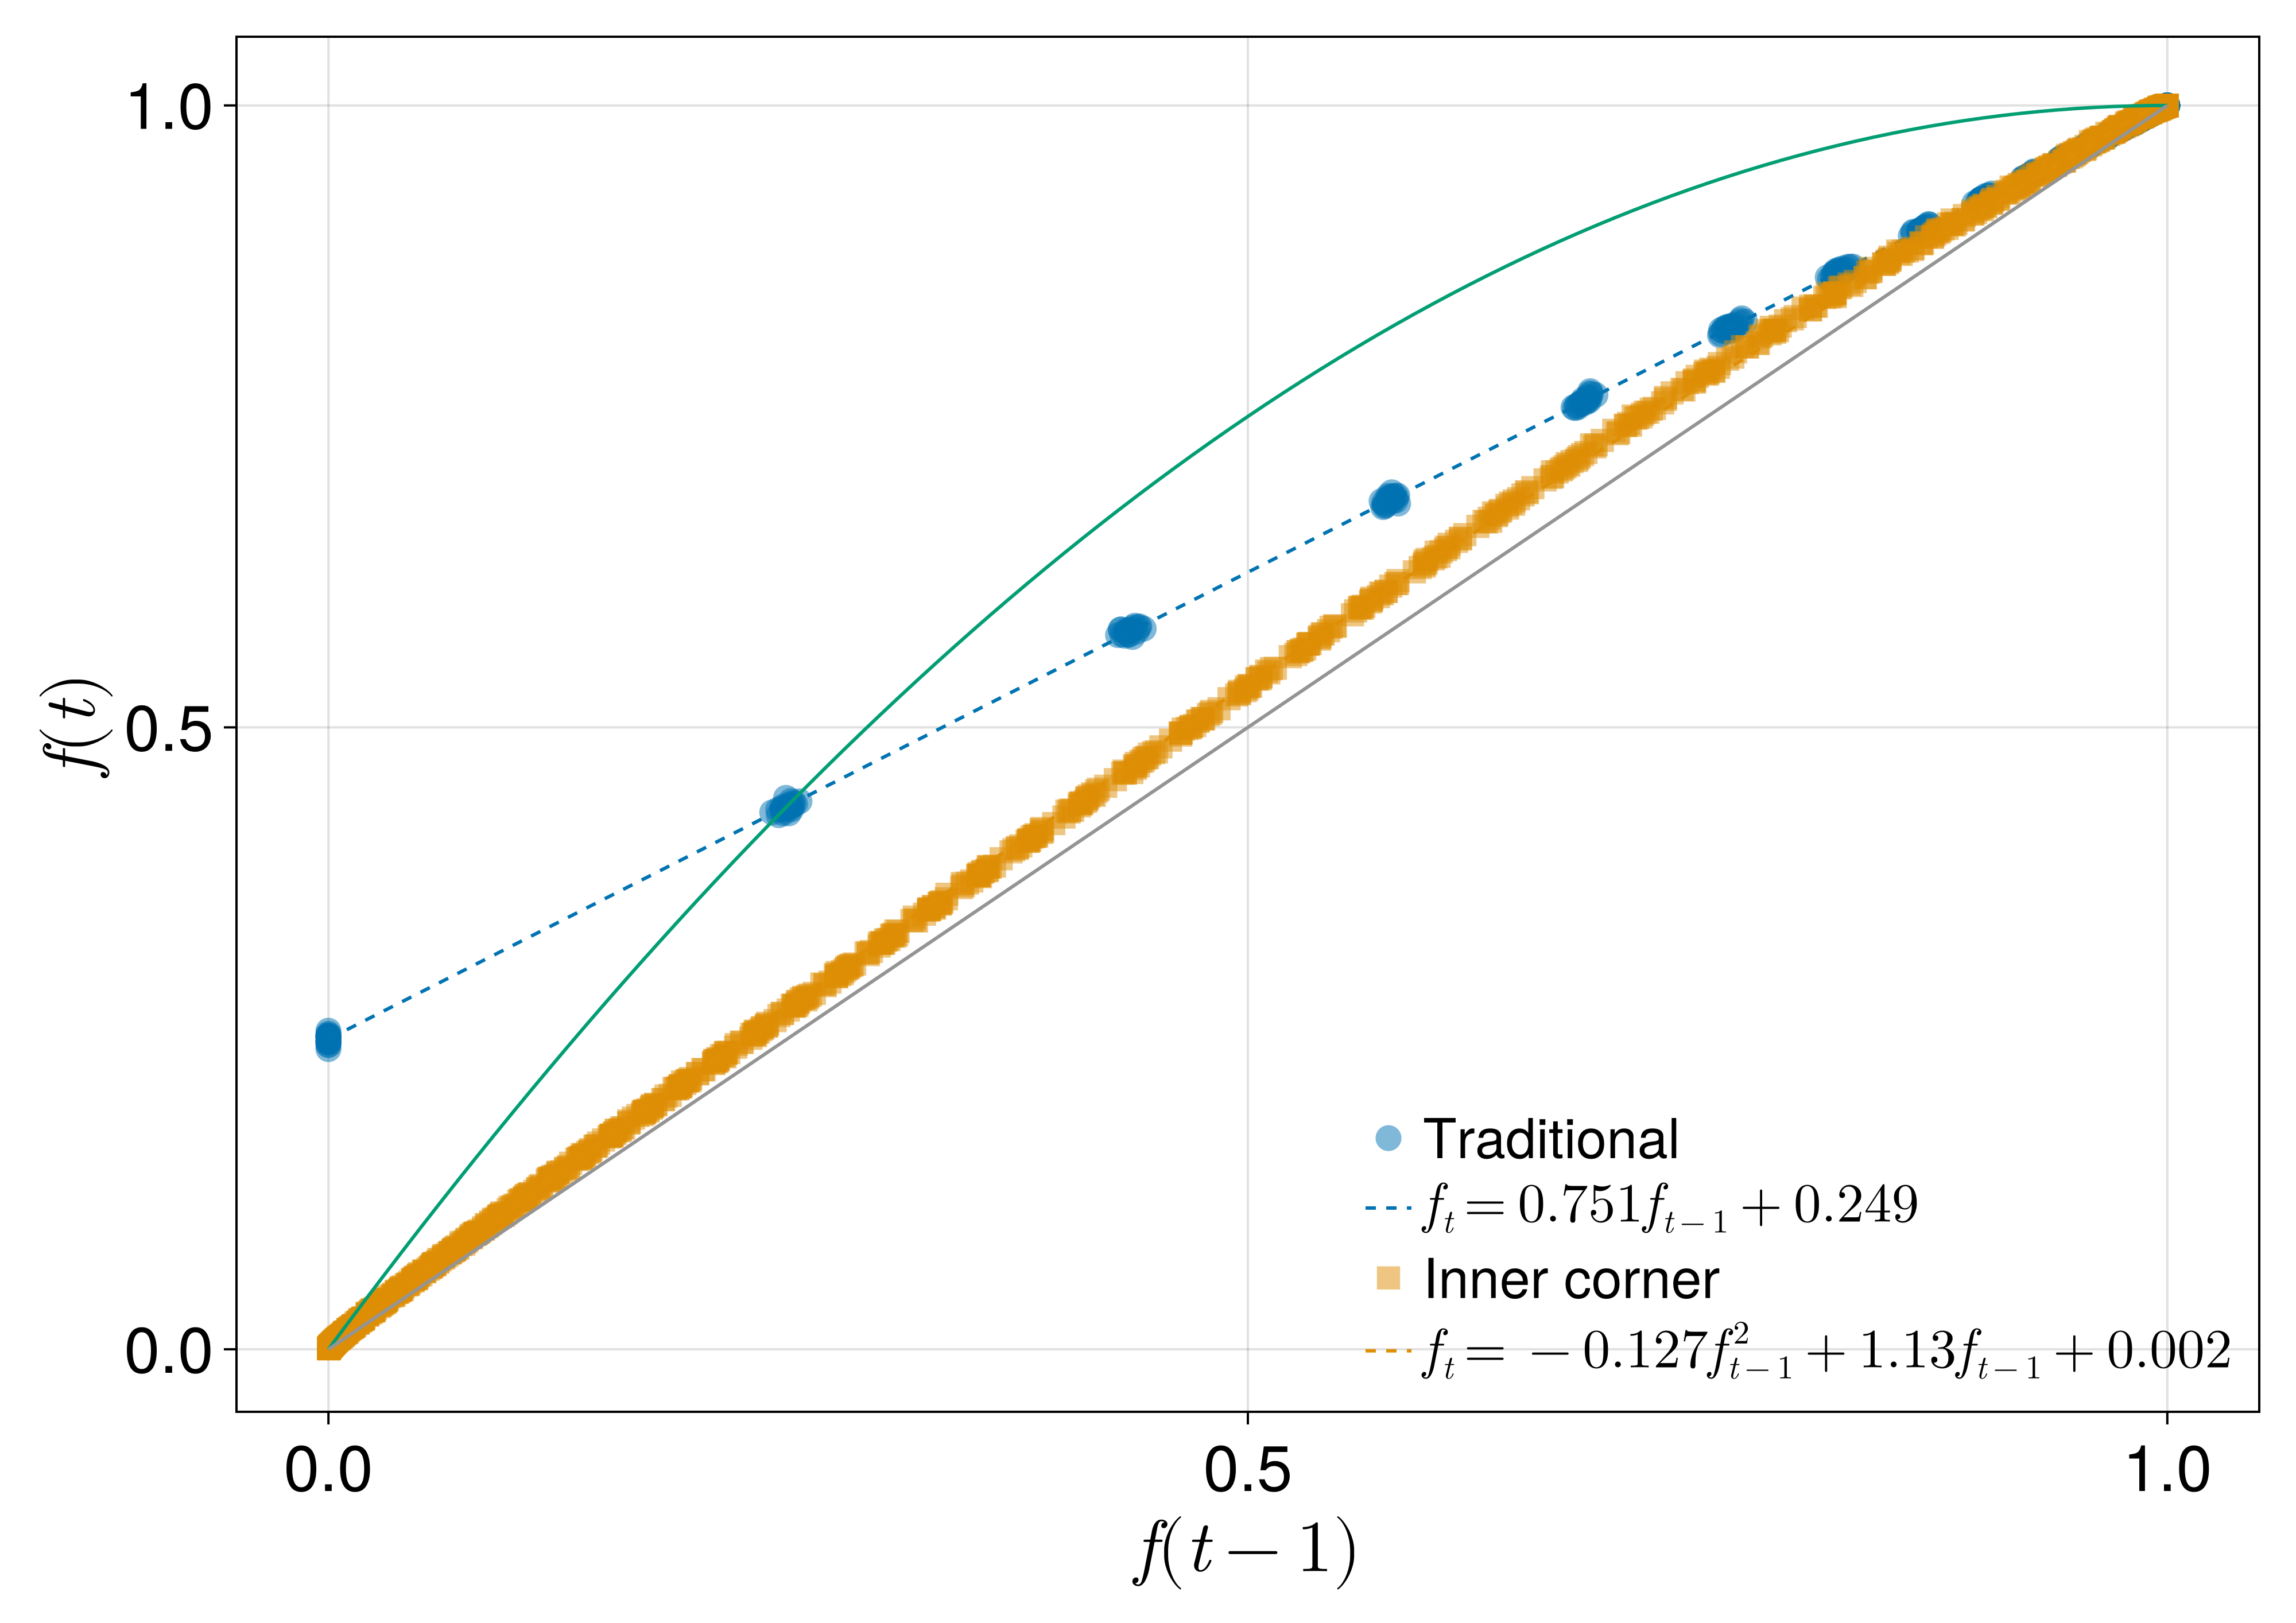 1.0
0.5
0.0
f(t)
0.0 0.5 1.0
f(t − 1)
Traditional
f_t = 0.751f_{t−1} + 0.249
Inner corner
f_t = − 0.127f_{t−1}^2 + 1.13f_{t−1} + 0.002